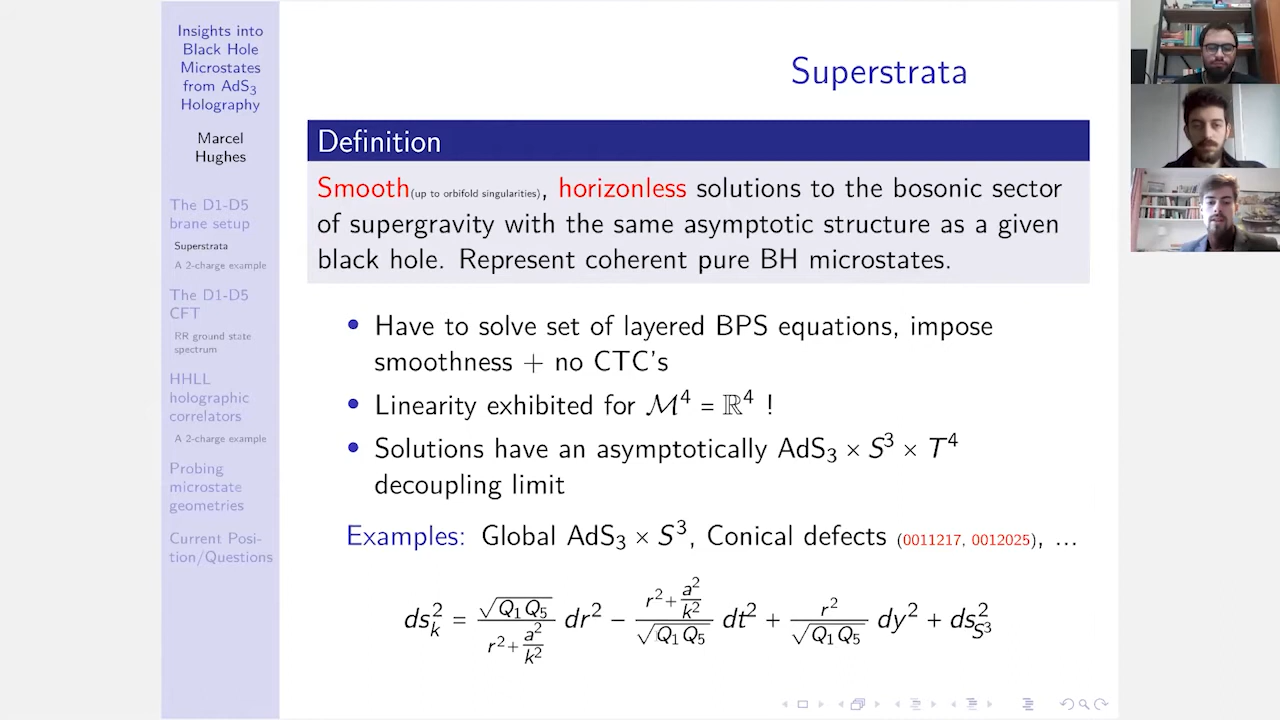 Insights into
Black Hole
Microstates
from AdS₃
Holography
Marcel
Hughes
The D1-D5
brane setup
Superstrata
A 2-charge example
The D1-D5
CFT
RR ground state
spectrum
HHLL
holographic
correlators
A 2-charge example
Probing
microstate
geometries
Current Posi-
tion/Questions
Superstrata
Definition
Smooth(up to orbifold singularities), horizonless solutions to the bosonic sector
of supergravity with the same asymptotic structure as a given
black hole. Represent coherent pure BH microstates.
• Have to solve set of layered BPS equations, impose
smoothness + no CTC's
• Linearity exhibited for ℳ⁴ = ℝ⁴ !
• Solutions have an asymptotically AdS₃ × S³ × T⁴
decoupling limit
Examples: Global AdS₃ × S³, Conical defects (0011217, 0012025), ...
ds²_k = √(Q₁Q₅)/(r² + a²/k²) dr² − (r² + a²/k²)/√(Q₁Q₅) dt² + r²/√(Q₁Q₅) dy² + ds²_{S³}